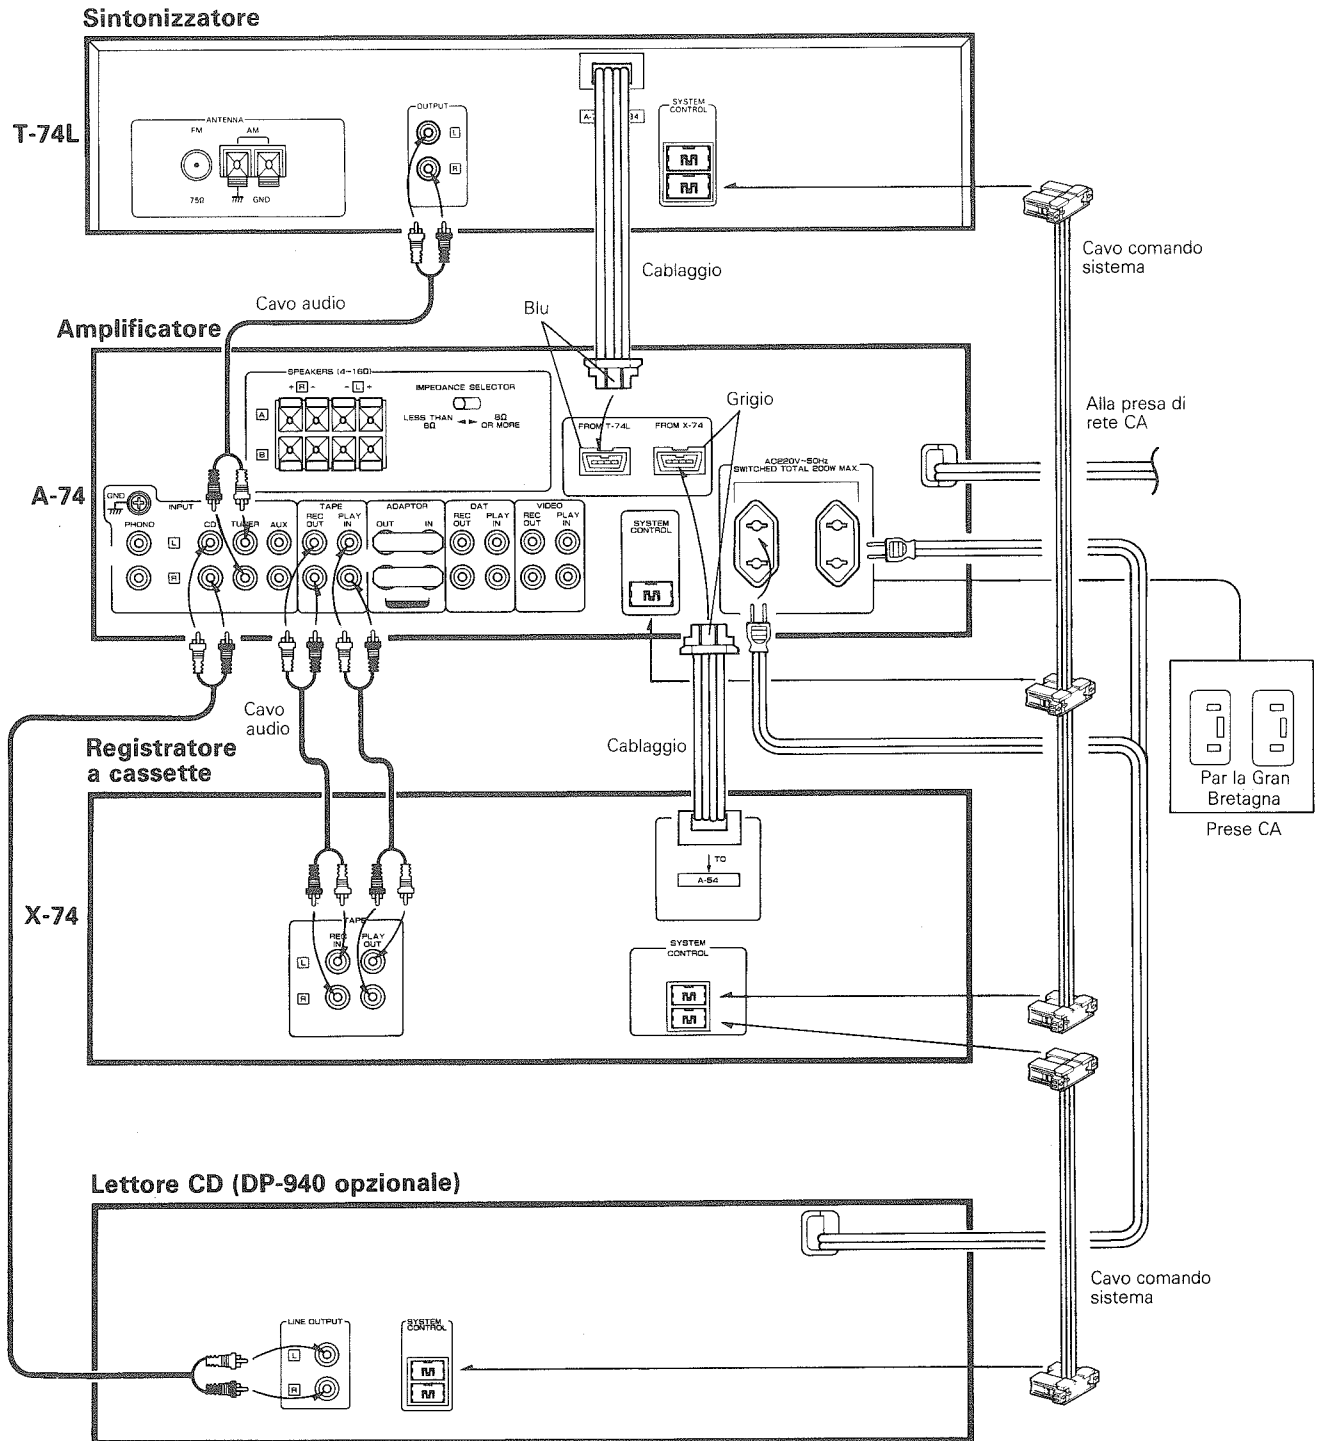 Sintonizzatore
T-74L
ANTENNA
FM
AM
75Ω
GND
OUTPUT
L
R
SYSTEM
CONTROL
Cablaggio
Cavo comando
sistema
Cavo audio
Blu
Amplificatore
A-74
SPEAKERS (4~16Ω)
+ R -
- L +
A
B
IMPEDANCE SELECTOR
LESS THAN
8Ω
8Ω
OR MORE
FROM T-74L
FROM X-74
Grigio
AC220V~50Hz
SWITCHED TOTAL 200W MAX.
Alla presa di
rete CA
GND
INPUT
PHONO
CD
TUNER
AUX
TAPE
REC
OUT
PLAY
IN
ADAPTOR
OUT
IN
DAT
REC
OUT
PLAY
IN
VIDEO
REC
OUT
PLAY
IN
L
R
SYSTEM
CONTROL
Cavo
audio
Cablaggio
Par la Gran
Bretagna
Prese CA
Registratore
a cassette
X-74
TO
A-54
TAPE
REC
IN
PLAY
OUT
L
R
SYSTEM
CONTROL
Lettore CD (DP-940 opzionale)
LINE OUTPUT
L
R
SYSTEM
CONTROL
Cavo comando
sistema